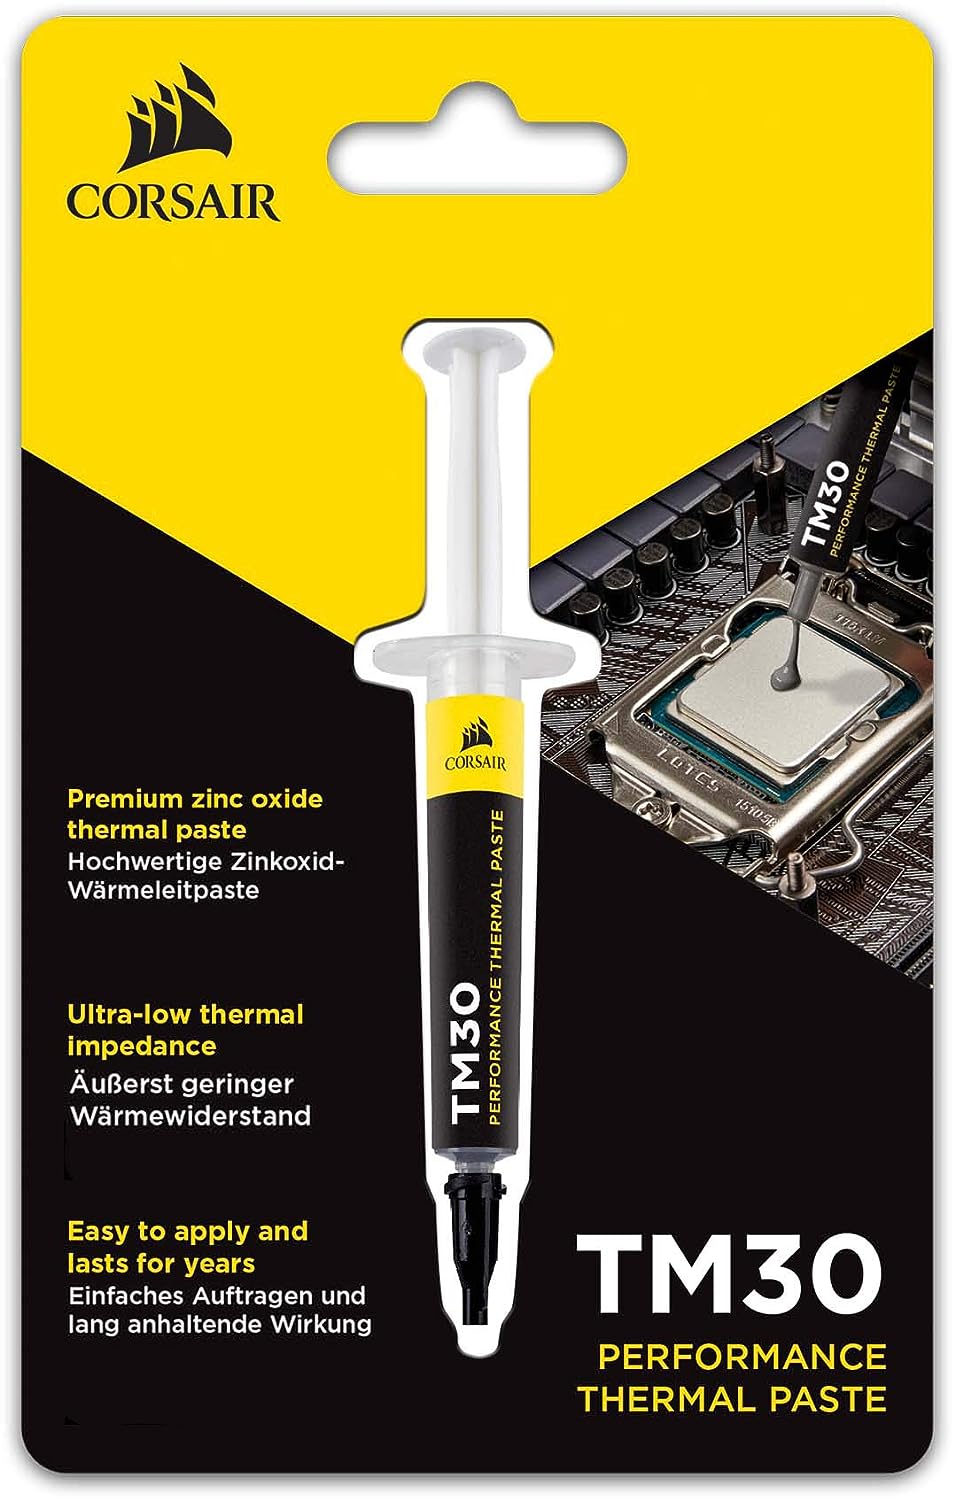 CORSAIR
TM30
PERFORMANCE THERMAL PASTE
115XLM
LOTES
CORSAIR
TM30
PERFORMANCE THERMAL PASTE
Premium zinc oxide
thermal paste
Hochwertige Zinkoxid-
Wärmeleitpaste
Ultra-low thermal
impedance
Äußerst geringer
Wärmewiderstand
Easy to apply and
lasts for years
Einfaches Auftragen und
lang anhaltende Wirkung
TM30
PERFORMANCE
THERMAL PASTE